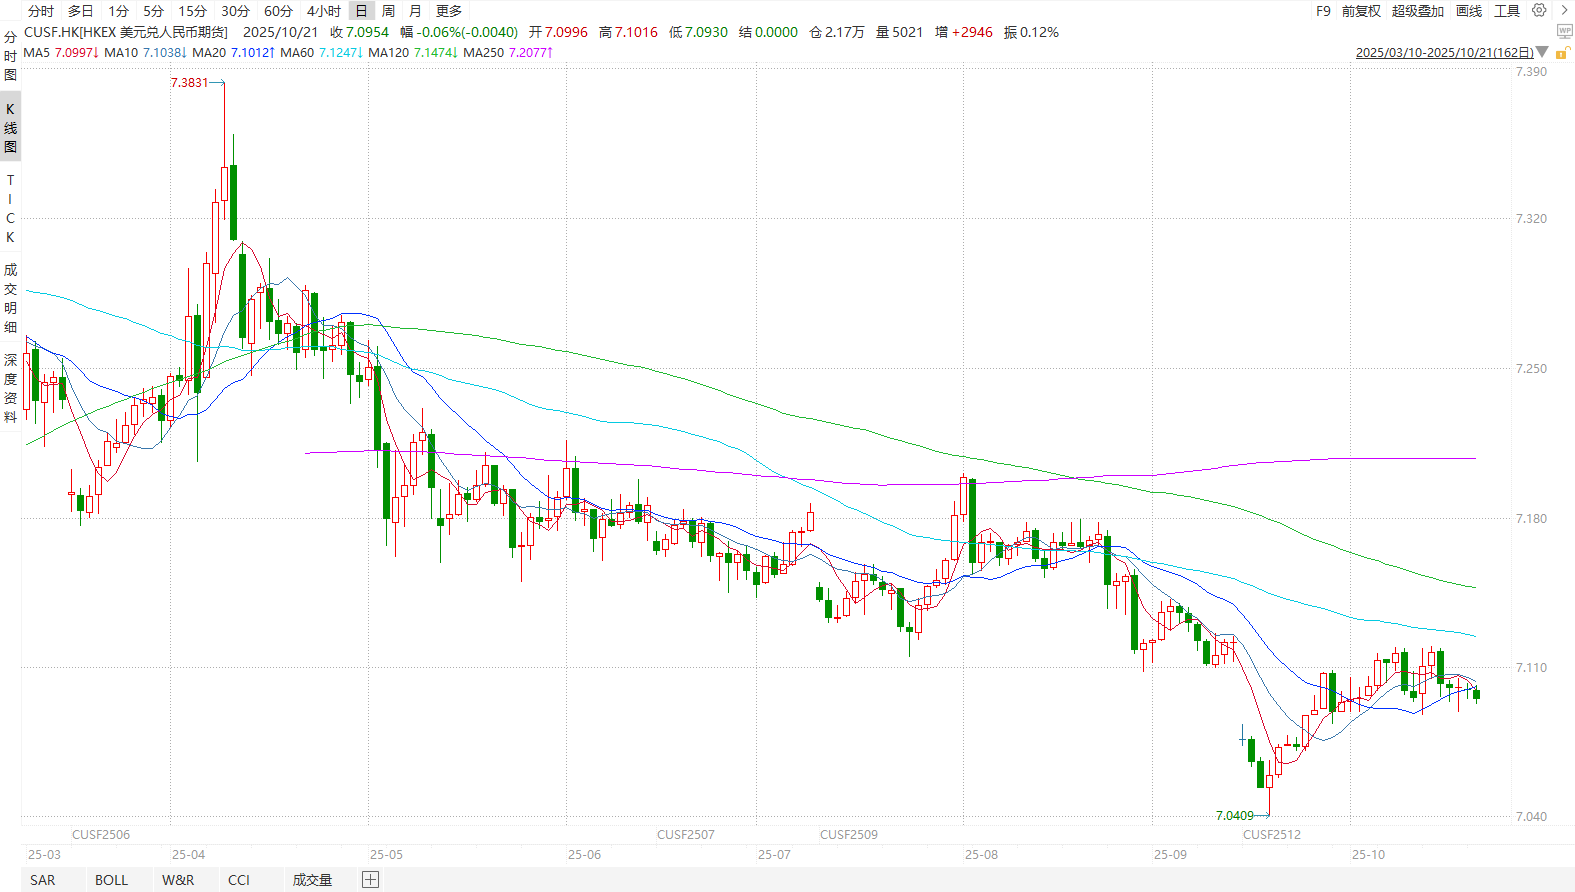 分时 多日 1分 5分 15分 30分 60分 4小时 日 周 月 更多 F9 前复权 超级叠加 画线 工具
CUSF.HK[HKEX 美元兑人民币期货] 2025/10/21 收7.0954 幅-0.06%(-0.0040) 开7.0996 高7.1016 低7.0930 结0.0000 仓2.17万 量5021 增+2946 振0.12%
MA5 7.0997↓ MA10 7.1038↓ MA20 7.1012↑ MA60 7.1247↓ MA120 7.1474↓ MA250 7.2077↑ 2025/03/10-2025/10/21(162日)
WP
分时图
K线图
TICK
成交明细
深度资料
7.3831
7.0409
7.390
7.320
7.250
7.180
7.110
7.040
CUSF2506 CUSF2507 CUSF2509 CUSF2512
25-03 25-04 25-05 25-06 25-07 25-08 25-09 25-10
SAR BOLL W&R CCI 成交量